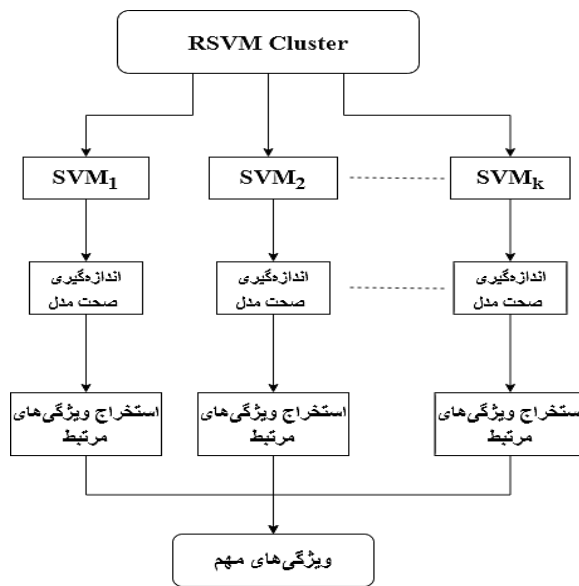 RSVM Cluster
SVM1
SVM2
SVMk
اندازه‌گیری
صحت مدل
اندازه‌گیری
صحت مدل
اندازه‌گیری
صحت مدل
استخراج ویژگی‌های
مرتبط
استخراج ویژگی‌های
مرتبط
استخراج ویژگی‌های
مرتبط
ویژگی‌های مهم